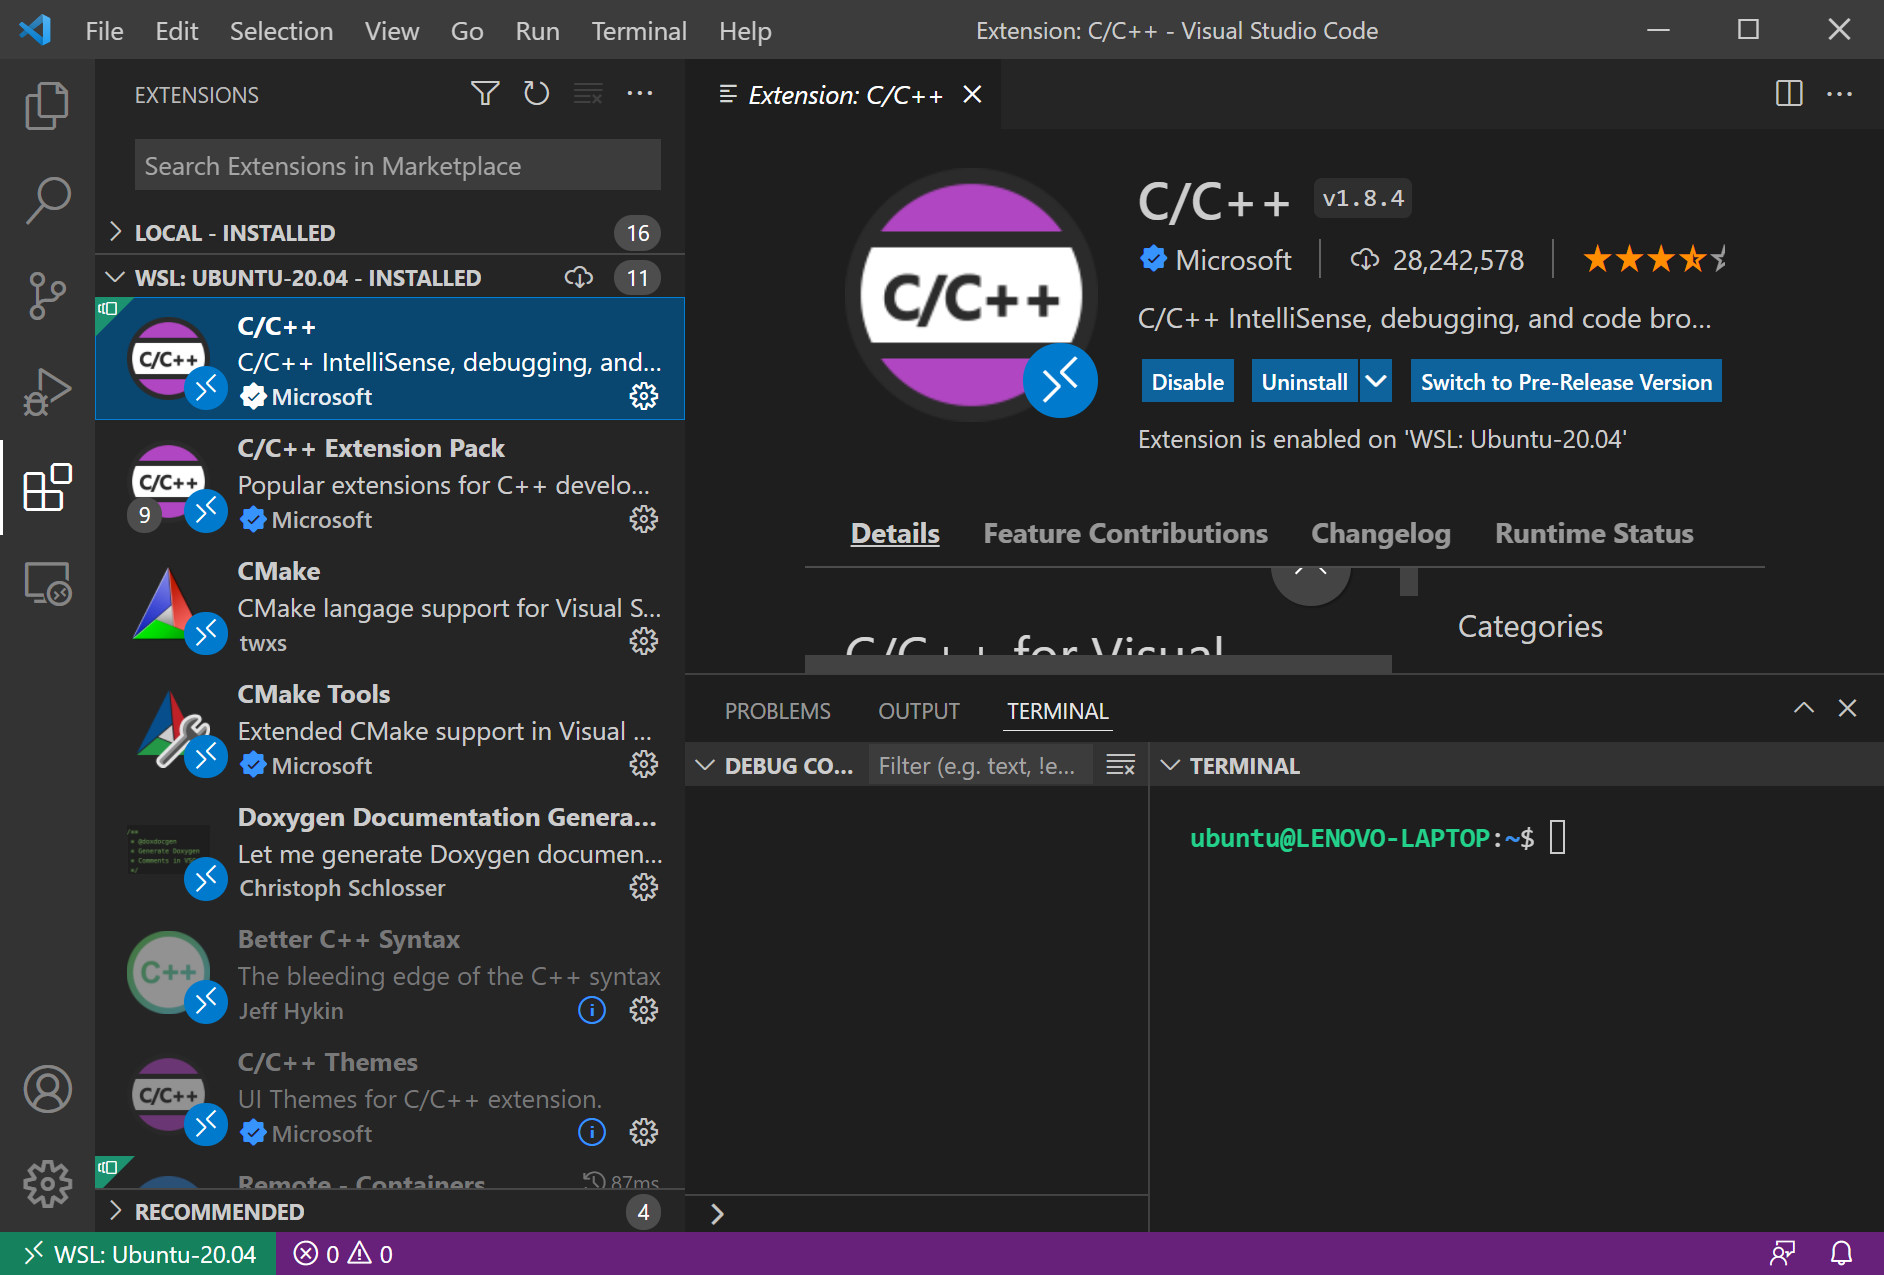 File Edit Selection View Go Run Terminal Help
Extension: C/C++ - Visual Studio Code
EXTENSIONS
Search Extensions in Marketplace
LOCAL - INSTALLED 16
WSL: UBUNTU-20.04 - INSTALLED 11
C/C++
C/C++ IntelliSense, debugging, and...
Microsoft
C/C++
C/C++ Extension Pack
Popular extensions for C++ develo...
Microsoft
C/C++
9
CMake
CMake langage support for Visual S...
twxs
CMake Tools
Extended CMake support in Visual ...
Microsoft
Doxygen Documentation Genera...
Let me generate Doxygen documen...
Christoph Schlosser
/**
* @doxdocgen
* Generate Doxygen
* Comments in VS
*/
Better C++ Syntax
The bleeding edge of the C++ syntax
Jeff Hykin
C++
C/C++ Themes
UI Themes for C/C++ extension.
Microsoft
C/C++
Remote - Containers 87ms
RECOMMENDED 4
Extension: C/C++
C/C++
C/C++ v1.8.4
Microsoft 28,242,578
C/C++ IntelliSense, debugging, and code bro...
Disable Uninstall Switch to Pre-Release Version
Extension is enabled on 'WSL: Ubuntu-20.04'
Details Feature Contributions Changelog Runtime Status
C/C++ for Visual
Categories
PROBLEMS OUTPUT TERMINAL
DEBUG CO... Filter (e.g. text, !e... TERMINAL
ubuntu@LENOVO-LAPTOP:~$
WSL: Ubuntu-20.04 0 0